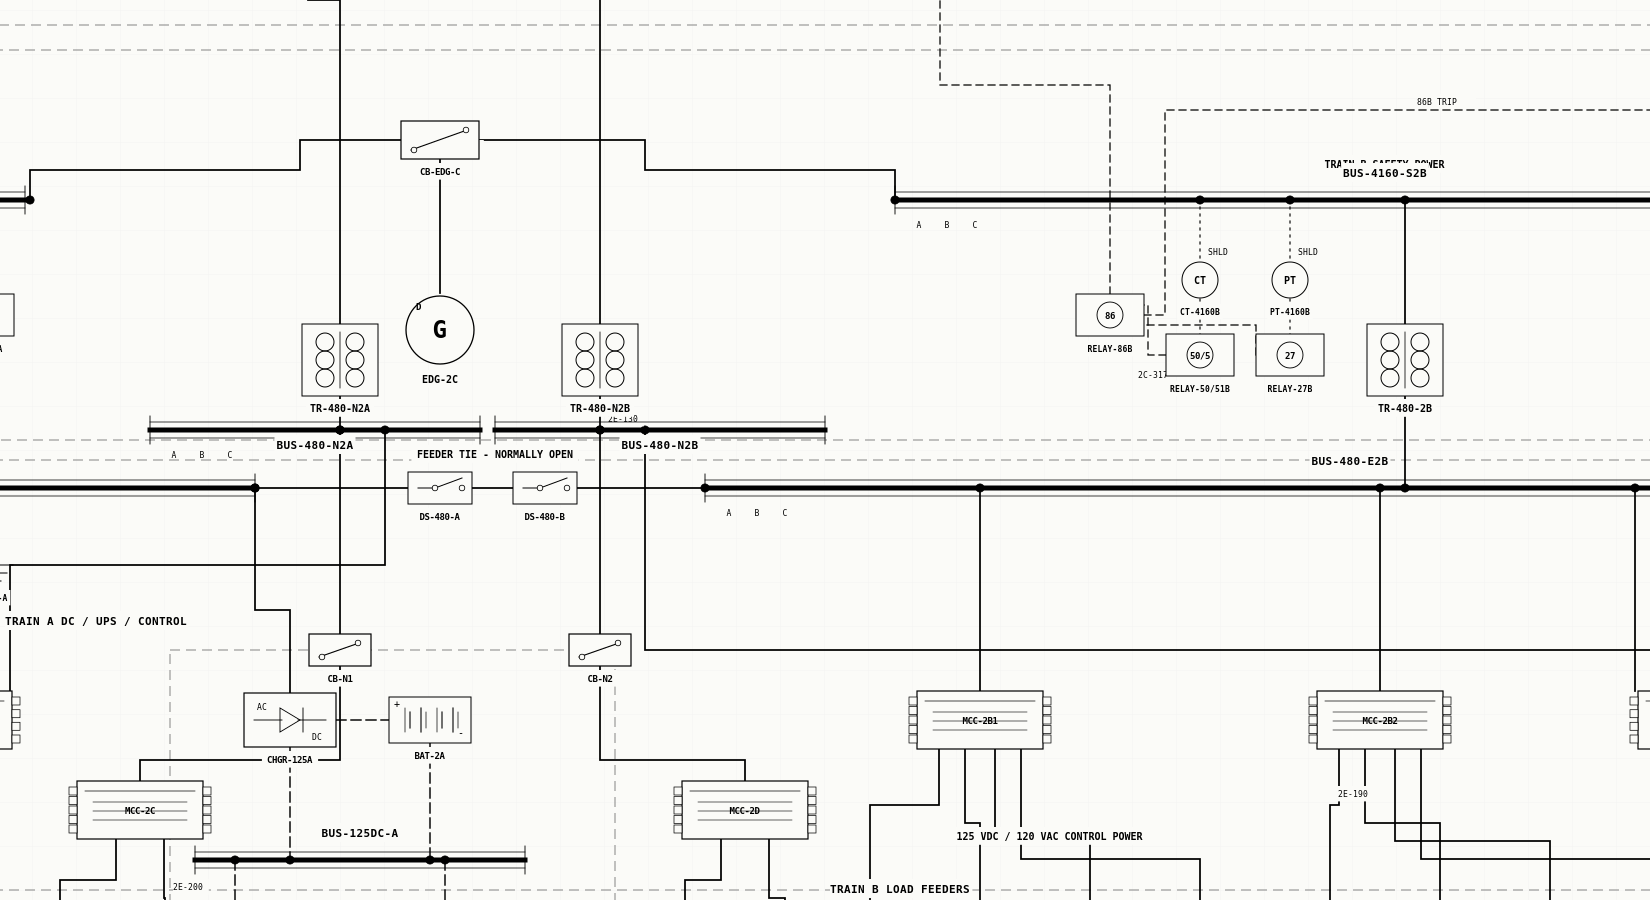 86B TRIP
CB-EDG-C
TRAIN B SAFETY POWER
BUS-4160-S2B
A B C
SHLD
SHLD
CT
PT
D
G
CT-4160B
PT-4160B
86
RELAY-86B
50/5
27
2C-317
RELAY-50/51B
RELAY-27B
EDG-2C
TR-480-N2A
TR-480-N2B
TR-480-2B
2E-130
BUS-480-N2A
BUS-480-N2B
A B C
FEEDER TIE - NORMALLY OPEN
BUS-480-E2B
DS-480-A
DS-480-B
A B C
-A
TRAIN A DC / UPS / CONTROL
CB-N1
CB-N2
AC
DC
+
-
MCC-2B1
MCC-2B2
CHGR-125A
BAT-2A
2E-190
MCC-2C
MCC-2D
BUS-125DC-A
125 VDC / 120 VAC CONTROL POWER
2E-200
TRAIN B LOAD FEEDERS